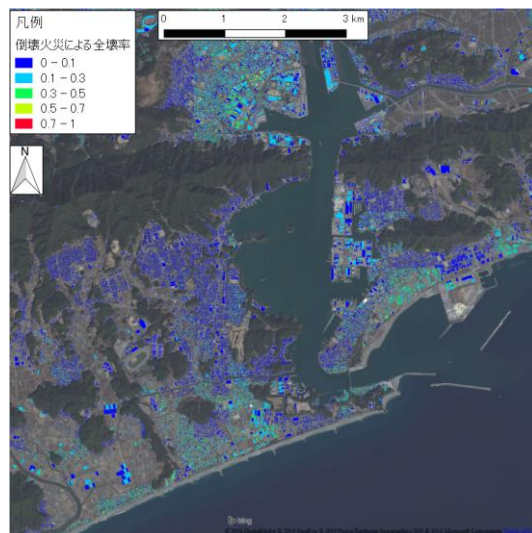 凡例
倒壊火災による全壊率
0 – 0.1
0.1 – 0.3
0.3 – 0.5
0.5 – 0.7
0.7 – 1
0 1 2 3 km
N
bing